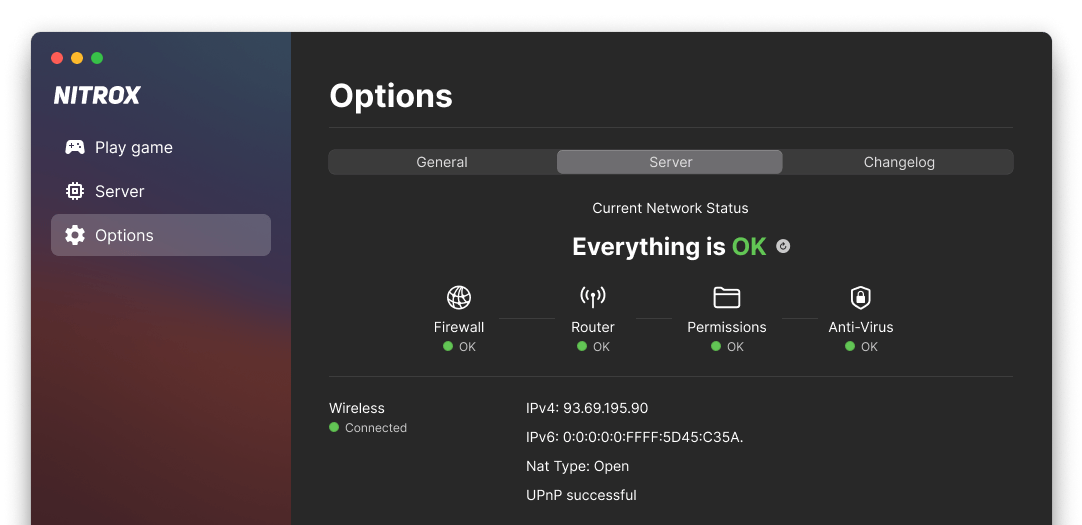 NITROX
Play game
Server
Options
Options
General Server Changelog
Current Network Status
Everything is OK
Firewall Router Permissions Anti-Virus
OK OK OK OK
Wireless
Connected
IPv4: 93.69.195.90
IPv6: 0:0:0:0:0:FFFF:5D45:C35A.
Nat Type: Open
UPnP successful